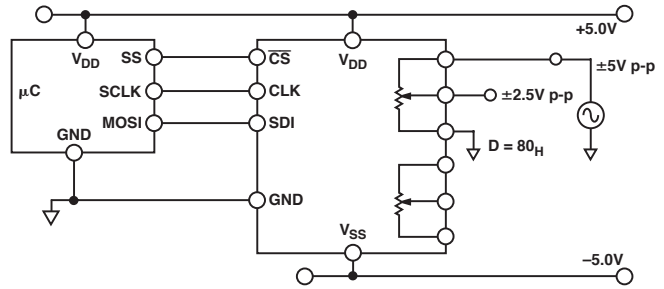 +5.0V
V_DD
SS
CS
V_DD
±5V p-p
μC
SCLK
CLK
±2.5V p-p
MOSI
SDI
GND
D = 80_H
GND
V_SS
–5.0V